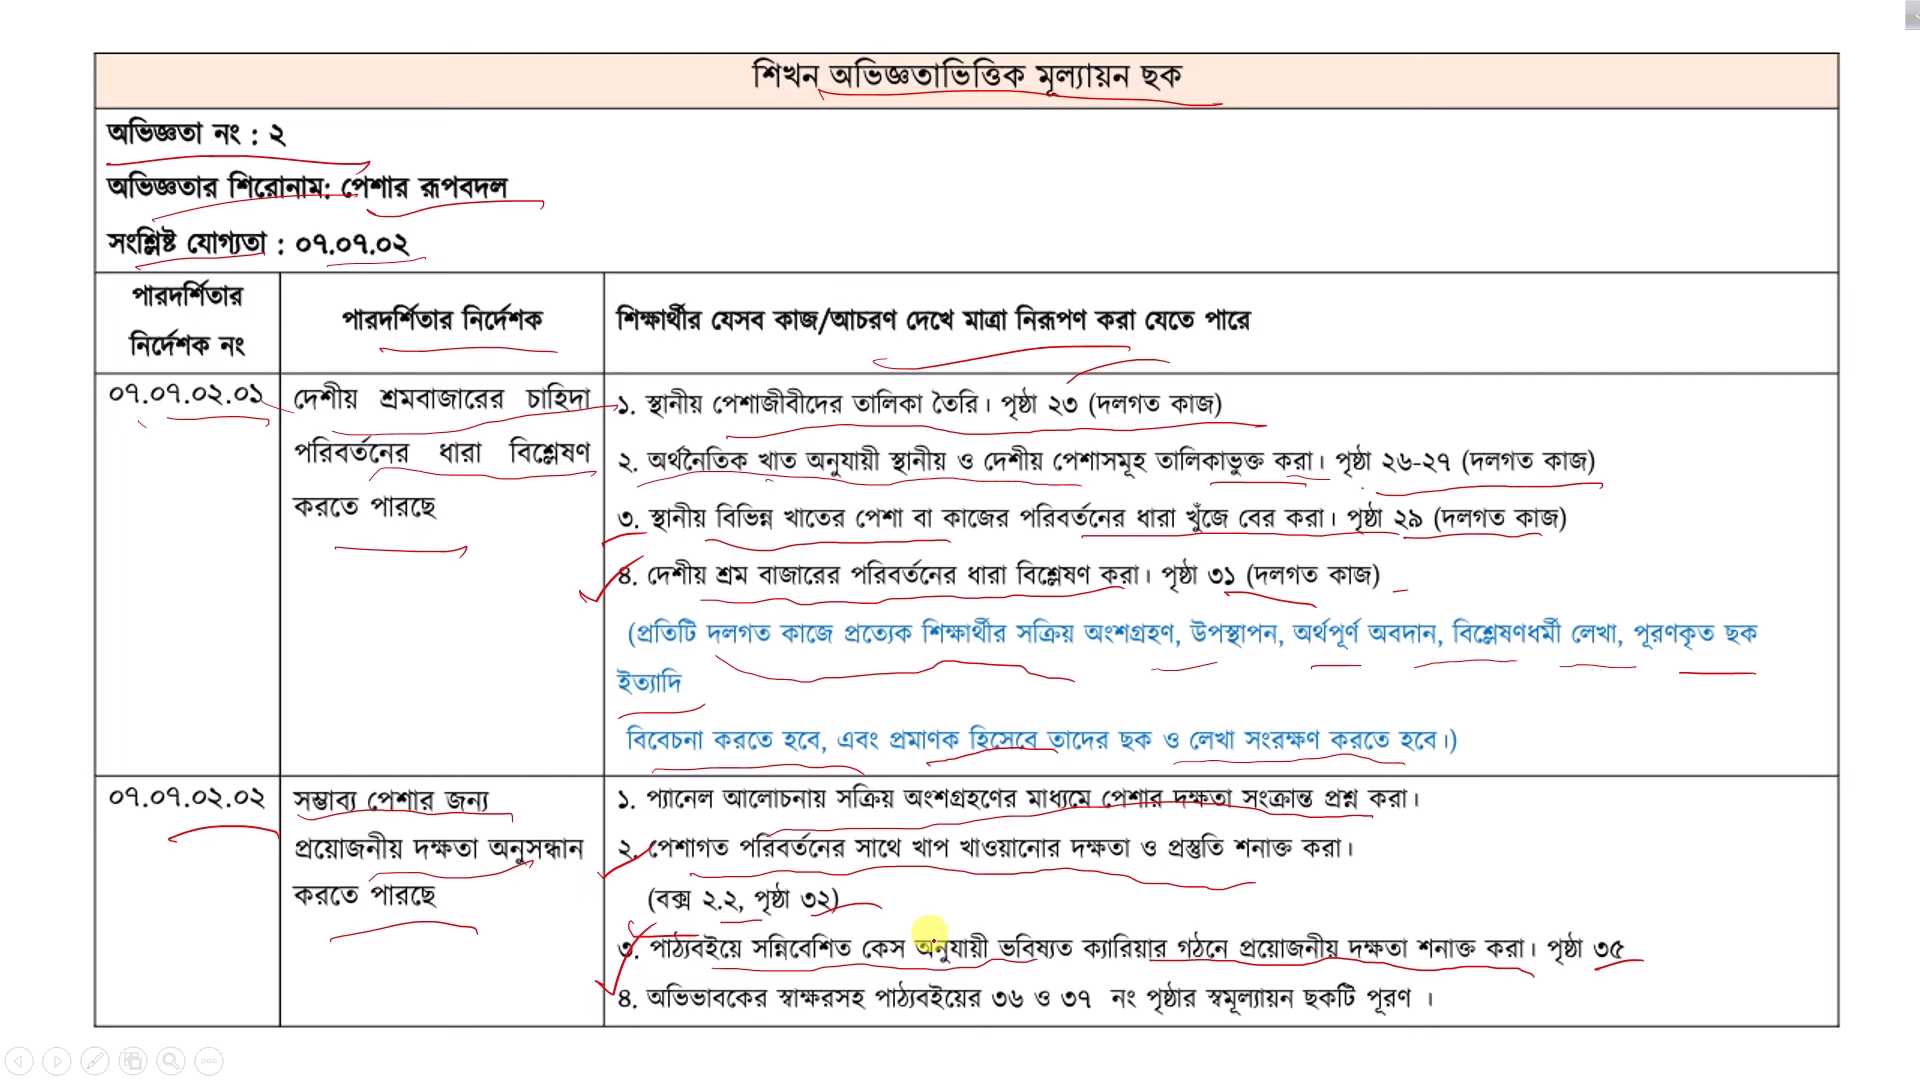 শিখন অভিজ্ঞতাভিত্তিক মূল্যায়ন ছক
অভিজ্ঞতা নং : ২
অভিজ্ঞতার শিরোনাম: পেশার রূপবদল
সংশ্লিষ্ট যোগ্যতা : ০৭.০৭.০২
পারদর্শিতার
নির্দেশক নং
পারদর্শিতার নির্দেশক
শিক্ষার্থীর যেসব কাজ/আচরণ দেখে মাত্রা নিরূপণ করা যেতে পারে
০৭.০৭.০২.০১
দেশীয় শ্রমবাজারের চাহিদা
পরিবর্তনের ধারা বিশ্লেষণ
করতে পারছে
১. স্থানীয় পেশাজীবীদের তালিকা তৈরি। পৃষ্ঠা ২৩ (দলগত কাজ)
২. অর্থনৈতিক খাত অনুযায়ী স্থানীয় ও দেশীয় পেশাসমূহ তালিকাভুক্ত করা। পৃষ্ঠা ২৬-২৭ (দলগত কাজ)
৩. স্থানীয় বিভিন্ন খাতের পেশা বা কাজের পরিবর্তনের ধারা খুঁজে বের করা। পৃষ্ঠা ২৯ (দলগত কাজ)
৪. দেশীয় শ্রম বাজারের পরিবর্তনের ধারা বিশ্লেষণ করা। পৃষ্ঠা ৩১ (দলগত কাজ)
(প্রতিটি দলগত কাজে প্রত্যেক শিক্ষার্থীর সক্রিয় অংশগ্রহণ, উপস্থাপন, অর্থপূর্ণ অবদান, বিশ্লেষণধর্মী লেখা, পূরণকৃত ছক
ইত্যাদি
বিবেচনা করতে হবে, এবং প্রমাণক হিসেবে তাদের ছক ও লেখা সংরক্ষণ করতে হবে।)
০৭.০৭.০২.০২
সম্ভাব্য পেশার জন্য
প্রয়োজনীয় দক্ষতা অনুসন্ধান
করতে পারছে
১. প্যানেল আলোচনায় সক্রিয় অংশগ্রহণের মাধ্যমে পেশার দক্ষতা সংক্রান্ত প্রশ্ন করা।
২. পেশাগত পরিবর্তনের সাথে খাপ খাওয়ানোর দক্ষতা ও প্রস্তুতি শনাক্ত করা।
(বক্স ২.২, পৃষ্ঠা ৩২)
৩. পাঠ্যবইয়ে সন্নিবেশিত কেস অনুযায়ী ভবিষ্যত ক্যারিয়ার গঠনে প্রয়োজনীয় দক্ষতা শনাক্ত করা। পৃষ্ঠা ৩৫
৪. অভিভাবকের স্বাক্ষরসহ পাঠ্যবইয়ের ৩৬ ও ৩৭ নং পৃষ্ঠার স্বমূল্যায়ন ছকটি পূরণ ।